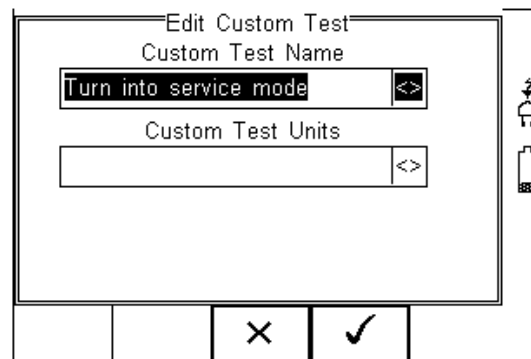 Edit Custom Test
Custom Test Name
Turn into service mode <>
Custom Test Units
<>